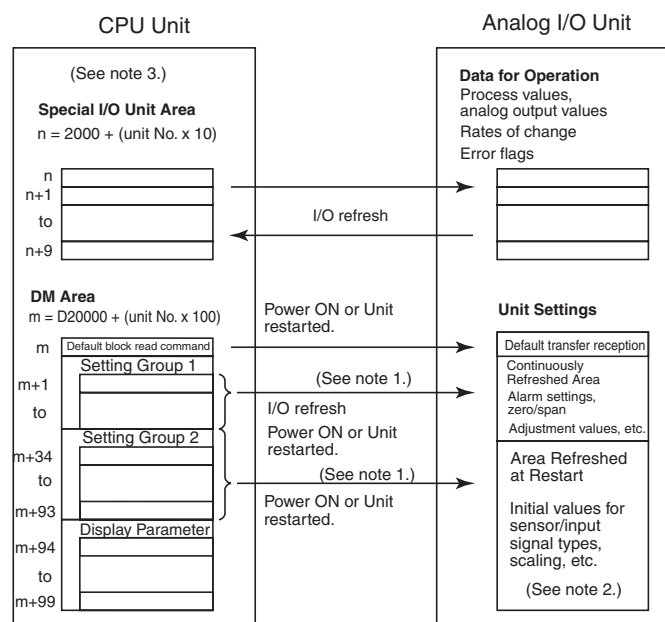 CPU Unit
Analog I/O Unit
(See note 3.)
Special I/O Unit Area
n = 2000 + (unit No. x 10)
n
n+1
to
n+9
I/O refresh
Data for Operation
Process values,
analog output values
Rates of change
Error flags
DM Area
m = D20000 + (unit No. x 100)
m
Default block read command
Setting Group 1
m+1
to
Setting Group 2
m+34
to
m+93
Display Parameter
m+94
to
m+99
Power ON or Unit
restarted.
(See note 1.)
I/O refresh
Power ON or Unit
restarted.
(See note 1.)
Power ON or Unit
restarted.
Unit Settings
Default transfer reception
Continuously
Refreshed Area
Alarm settings,
zero/span
Adjustment values, etc.
Area Refreshed
at Restart
Initial values for
sensor/input
signal types,
scaling, etc.
(See note 2.)